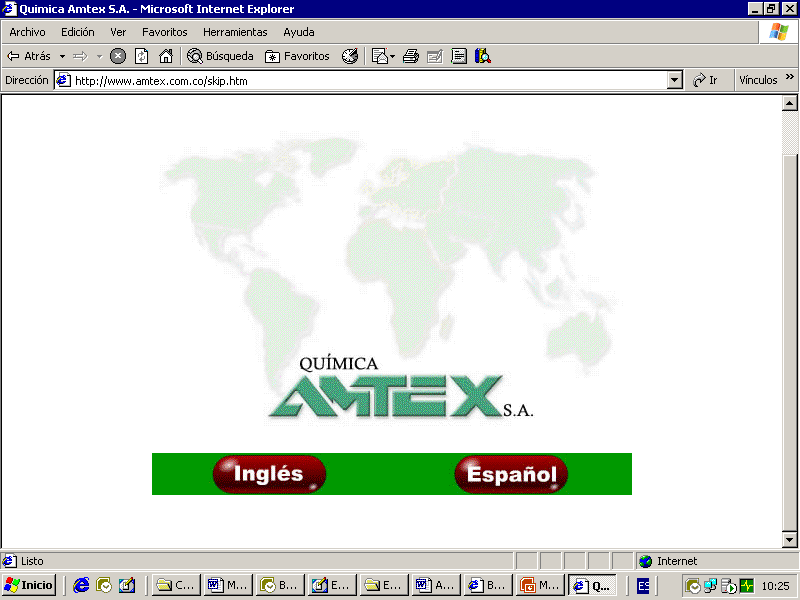 Quimica Amtex S.A. - Microsoft Internet Explorer
Archivo Edición Ver Favoritos Herramientas Ayuda
Atrás Búsqueda Favoritos
Dirección http://www.amtex.com.co/skip.htm Ir Vínculos »
QUÍMICA
AMTEX S.A.
Inglés Español
Listo Internet
Inicio C... M... B... E... E... A... B... M... Q... ES 10:25